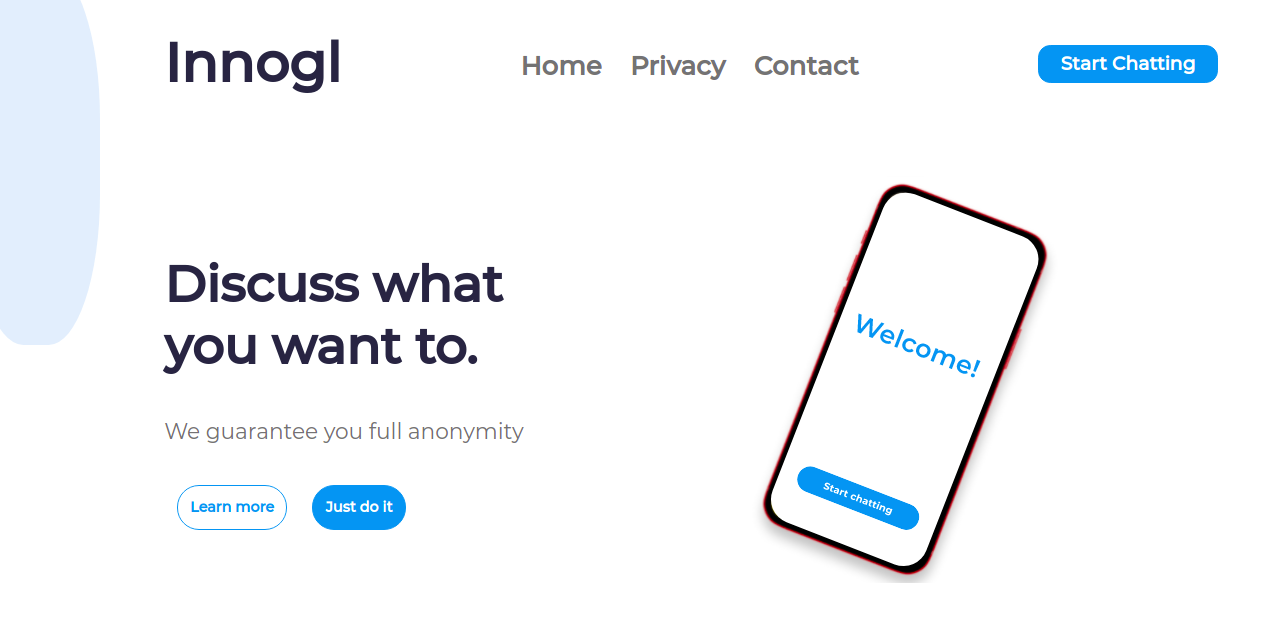 Innogl
Home Privacy Contact
Start Chatting
Discuss what
you want to.
We guarantee you full anonymity
Learn more
Just do it
Welcome!
Start chatting